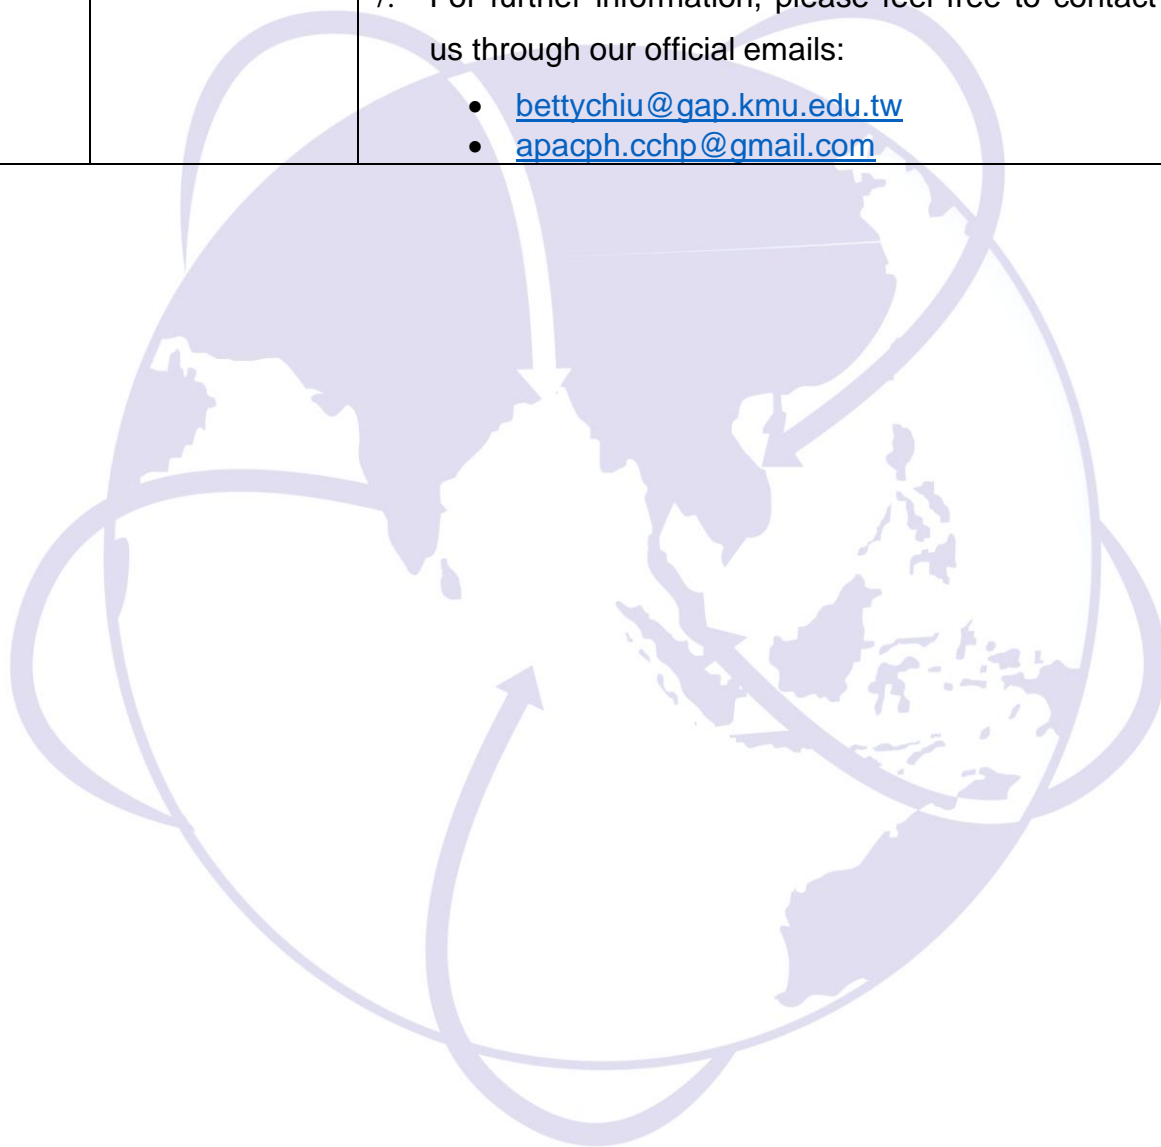 7. For further information, please feel free to contact
us through our official emails:
• bettychiu@gap.kmu.edu.tw
• apacph.cchp@gmail.com